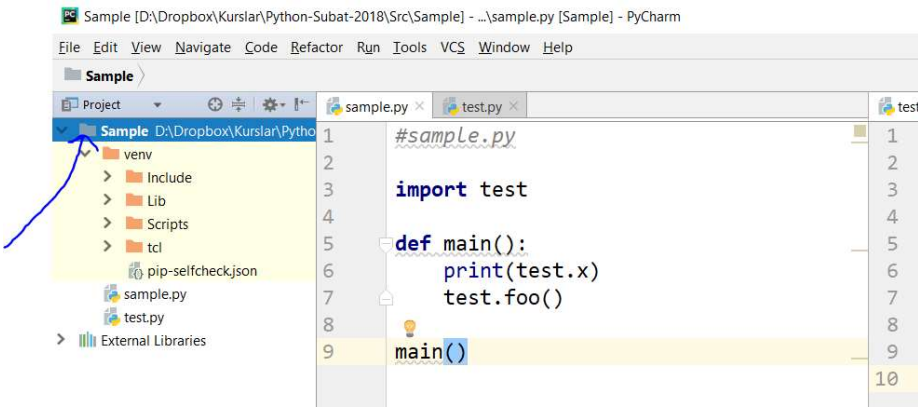 PC Sample [D:\Dropbox\Kurslar\Python-Subat-2018\Src\Sample] - ...\sample.py [Sample] - PyCharm
File Edit View Navigate Code Refactor Run Tools VCS Window Help
Sample
Project
sample.py
test.py
test
Sample D:\Dropbox\Kurslar\Pytho
venv
Include
Lib
Scripts
tcl
pip-selfcheck.json
sample.py
test.py
External Libraries
1 #sample.py
2
3 import test
4
5 def main():
6 print(test.x)
7 test.foo()
8
9 main()
1
2
3
4
5
6
7
8
9
10